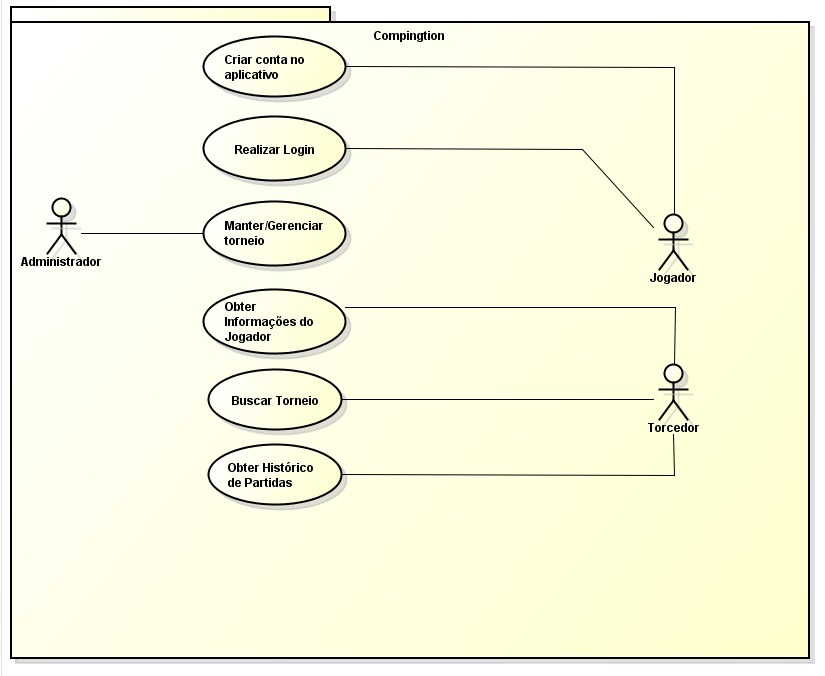 Compington
Criar conta no
aplicativo
Realizar Login
Manter/Gerenciar
torneio
Administrador
Jogador
Obter
Informações do
Jogador
Buscar Torneio
Torcedor
Obter Histórico
de Partidas